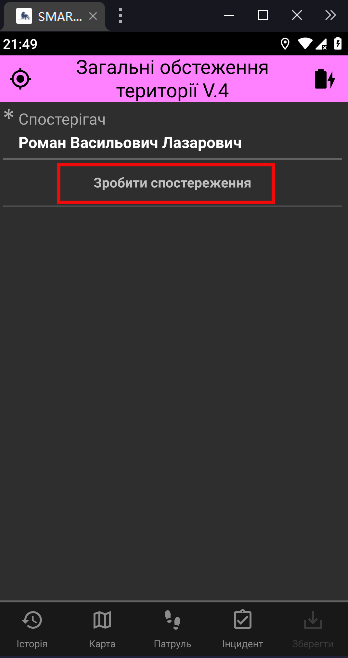 SMAR...
21:49
Загальні обстеження
території V.4
* Спостерігач
Роман Васильович Лазарович
Зробити спостереження
Історія
Карта
Патруль
Інцидент
Зберегти